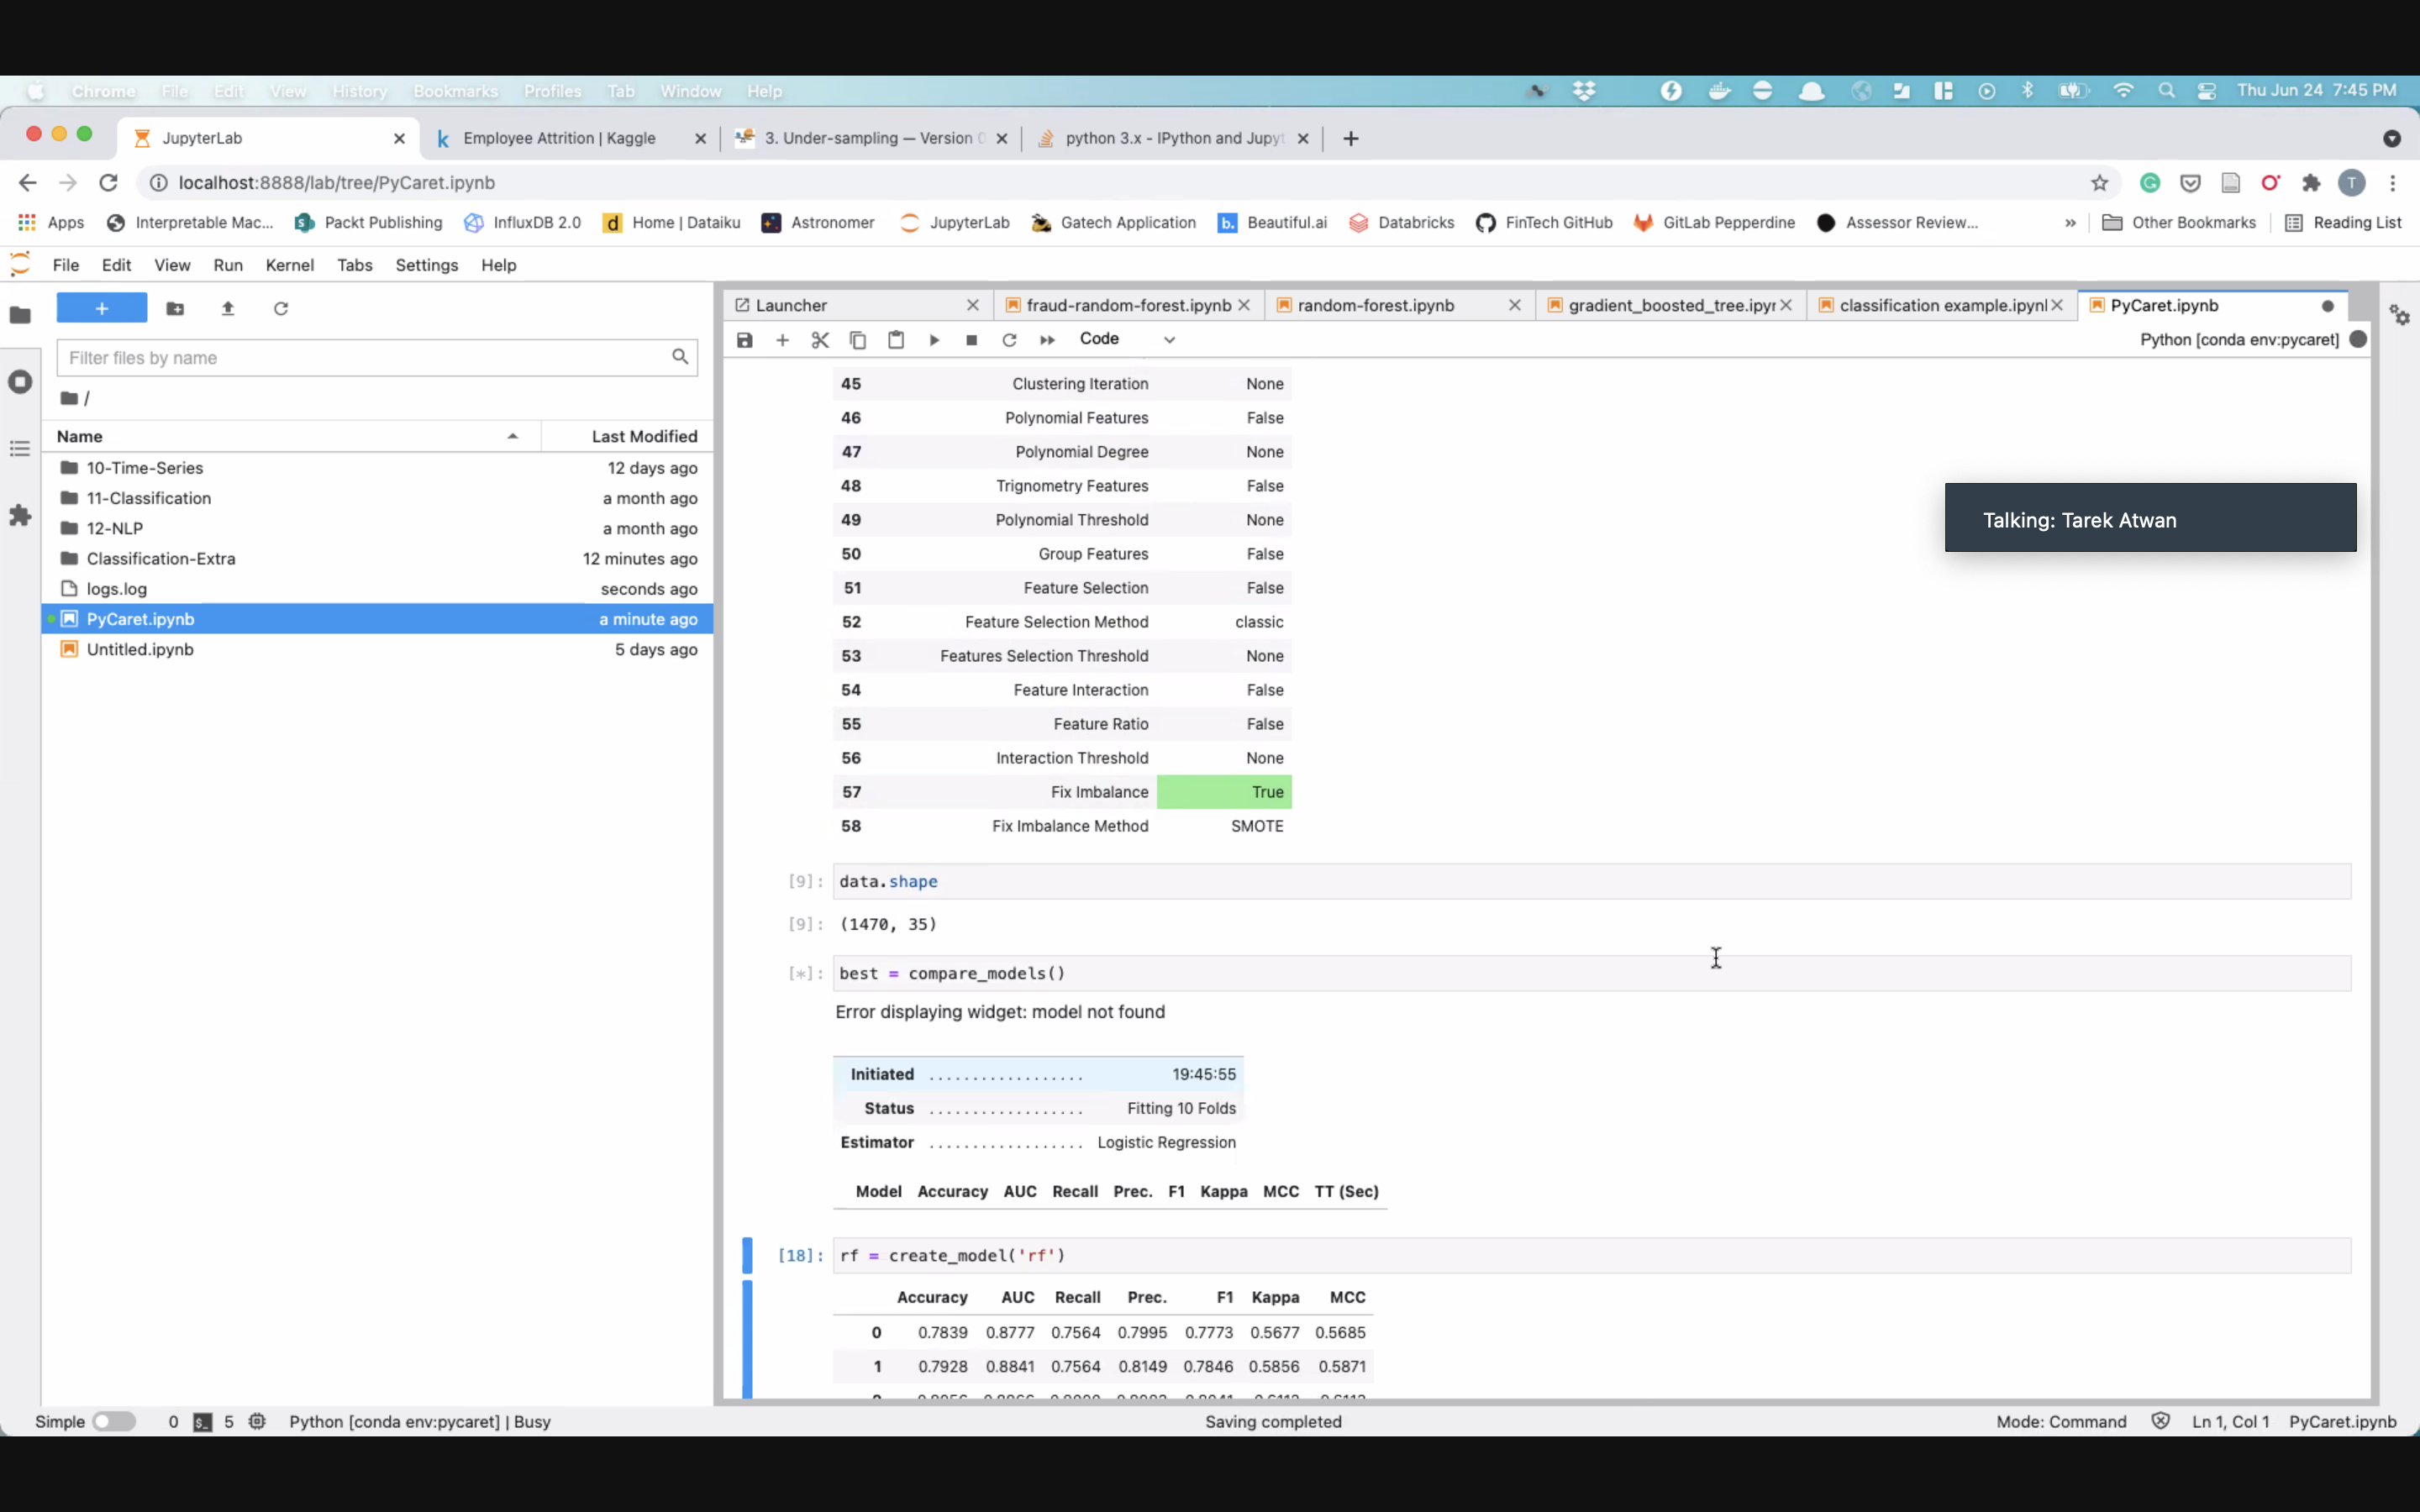 Chrome File Edit View History Bookmarks Profiles Tab Window Help Thu Jun 24 7:45 PM
JupyterLab Employee Attrition | Kaggle 3. Under-sampling — Version python 3.x - IPython and Jupyt
localhost:8888/lab/tree/PyCaret.ipynb T
Apps Interpretable Mac... Packt Publishing InfluxDB 2.0 Home | Dataiku Astronomer JupyterLab Gatech Application Beautiful.ai Databricks FinTech GitHub GitLab Pepperdine Assessor Review... » Other Bookmarks Reading List
File Edit View Run Kernel Tabs Settings Help
Launcher fraud-random-forest.ipynb random-forest.ipynb gradient_boosted_tree.ipyn classification example.ipynl PyCaret.ipynb
Code Python [conda env:pycaret]
Filter files by name
/
Name Last Modified
10-Time-Series 12 days ago
11-Classification a month ago
12-NLP a month ago
Classification-Extra 12 minutes ago
logs.log seconds ago
PyCaret.ipynb a minute ago
Untitled.ipynb 5 days ago
45 Clustering Iteration None
46 Polynomial Features False
47 Polynomial Degree None
48 Trignometry Features False
49 Polynomial Threshold None
50 Group Features False
51 Feature Selection False
52 Feature Selection Method classic
53 Features Selection Threshold None
54 Feature Interaction False
55 Feature Ratio False
56 Interaction Threshold None
57 Fix Imbalance True
58 Fix Imbalance Method SMOTE
Talking: Tarek Atwan
[9]: data.shape
[9]: (1470, 35)
[*]: best = compare_models()
Error displaying widget: model not found
Initiated .................. 19:45:55
Status .................. Fitting 10 Folds
Estimator .................. Logistic Regression
Model Accuracy AUC Recall Prec. F1 Kappa MCC TT (Sec)
[18]: rf = create_model('rf')
Accuracy AUC Recall Prec. F1 Kappa MCC
0 0.7839 0.8777 0.7564 0.7995 0.7773 0.5677 0.5685
1 0.7928 0.8841 0.7564 0.8149 0.7846 0.5856 0.5871
Simple 0 5 Python [conda env:pycaret] | Busy Saving completed Mode: Command Ln 1, Col 1 PyCaret.ipynb